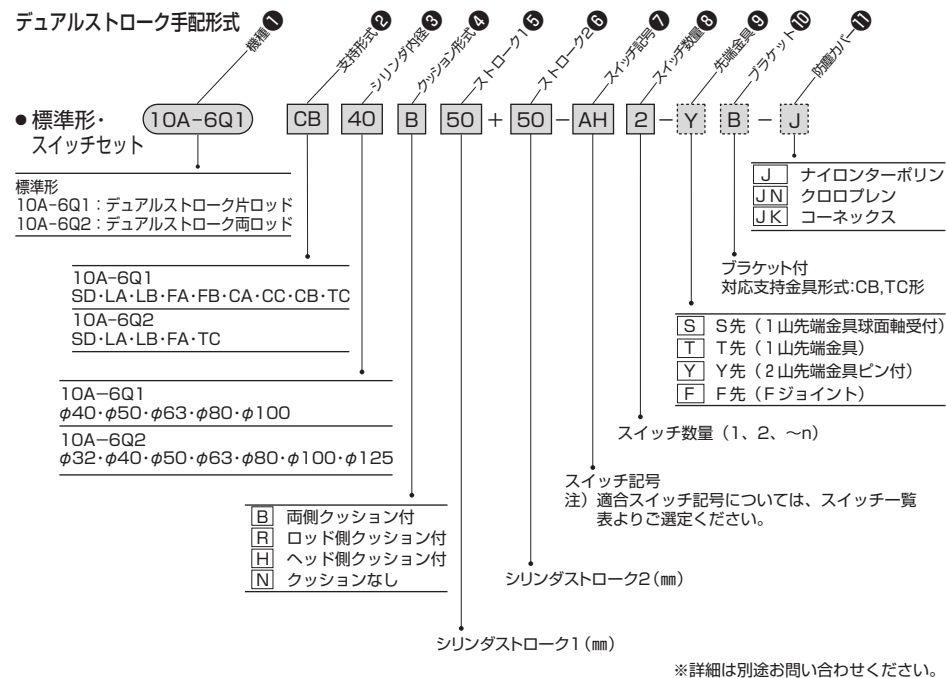 デュアルストローク手配形式
機種❶
支持形式❷
シリンダ内径❸
クッション形式❹
ストローク1❺
ストローク2❻
スイッチ記号❼
スイッチ数量❽
先端金具❾
ブラケット❿
防塵カバー⓫
●標準形・ 10A-6Q1 CB 40 B 50 + 50 - AH 2 - Y B - J
スイッチセット
標準形
10A-6Q1：デュアルストローク片ロッド
10A-6Q2：デュアルストローク両ロッド
10A-6Q1
SD・LA・LB・FA・FB・CA・CC・CB・TC
10A-6Q2
SD・LA・LB・FA・TC
10A-6Q1
φ40・φ50・φ63・φ80・φ100
10A-6Q2
φ32・φ40・φ50・φ63・φ80・φ100・φ125
B 両側クッション付
R ロッド側クッション付
H ヘッド側クッション付
N クッションなし
シリンダストローク1(㎜)
シリンダストローク2(㎜)
スイッチ記号
注）適合スイッチ記号については、スイッチ一覧
表よりご選定ください。
スイッチ数量（1、2、〜n）
S S先（1山先端金具球面軸受付）
T T先（1山先端金具）
Y Y先（2山先端金具ピン付）
F F先（Fジョイント）
ブラケット付
対応支持金具形式:CB,TC形
J ナイロンターポリン
JN クロロプレン
JK コーネックス
※詳細は別途お問い合わせください。